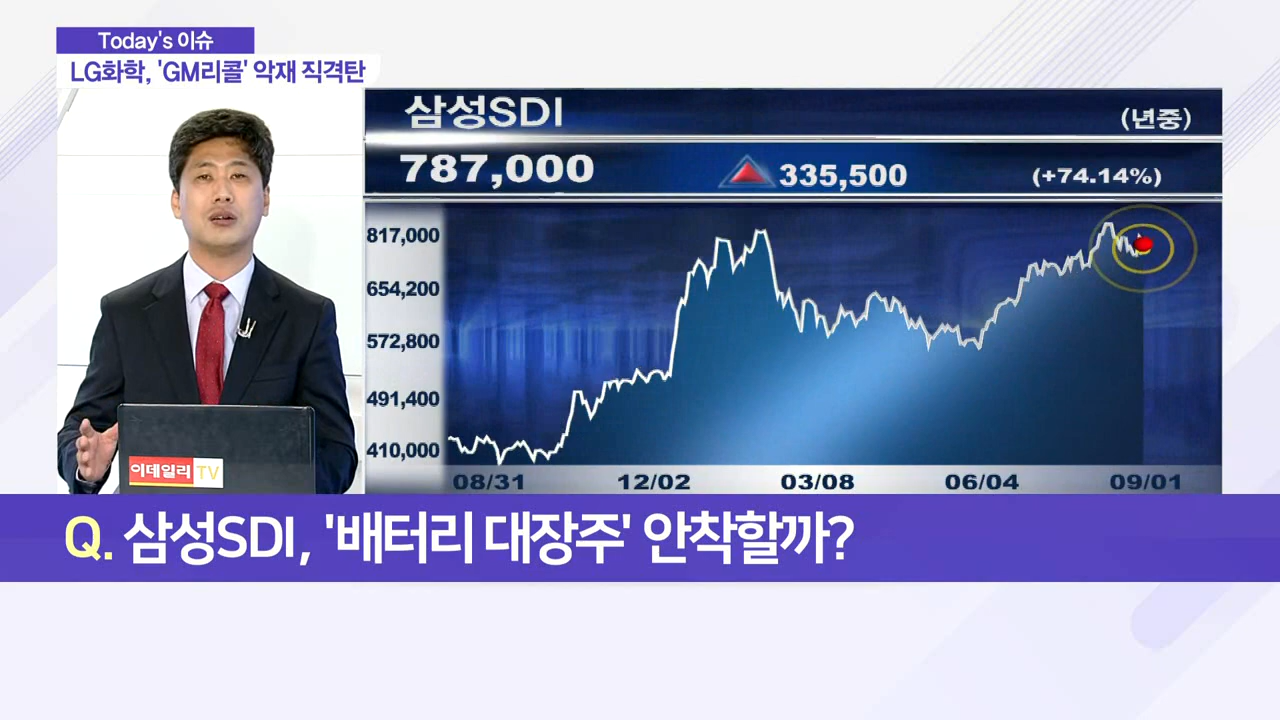 Today's 이슈
LG화학, 'GM리콜' 악재 직격탄
삼성SDI (년중)
787,000 ▲ 335,500 (+74.14%)
817,000
654,200
572,800
491,400
410,000
08/31 12/02 03/08 06/04 09/01
이데일리 TV
Q. 삼성SDI, '배터리 대장주' 안착할까?